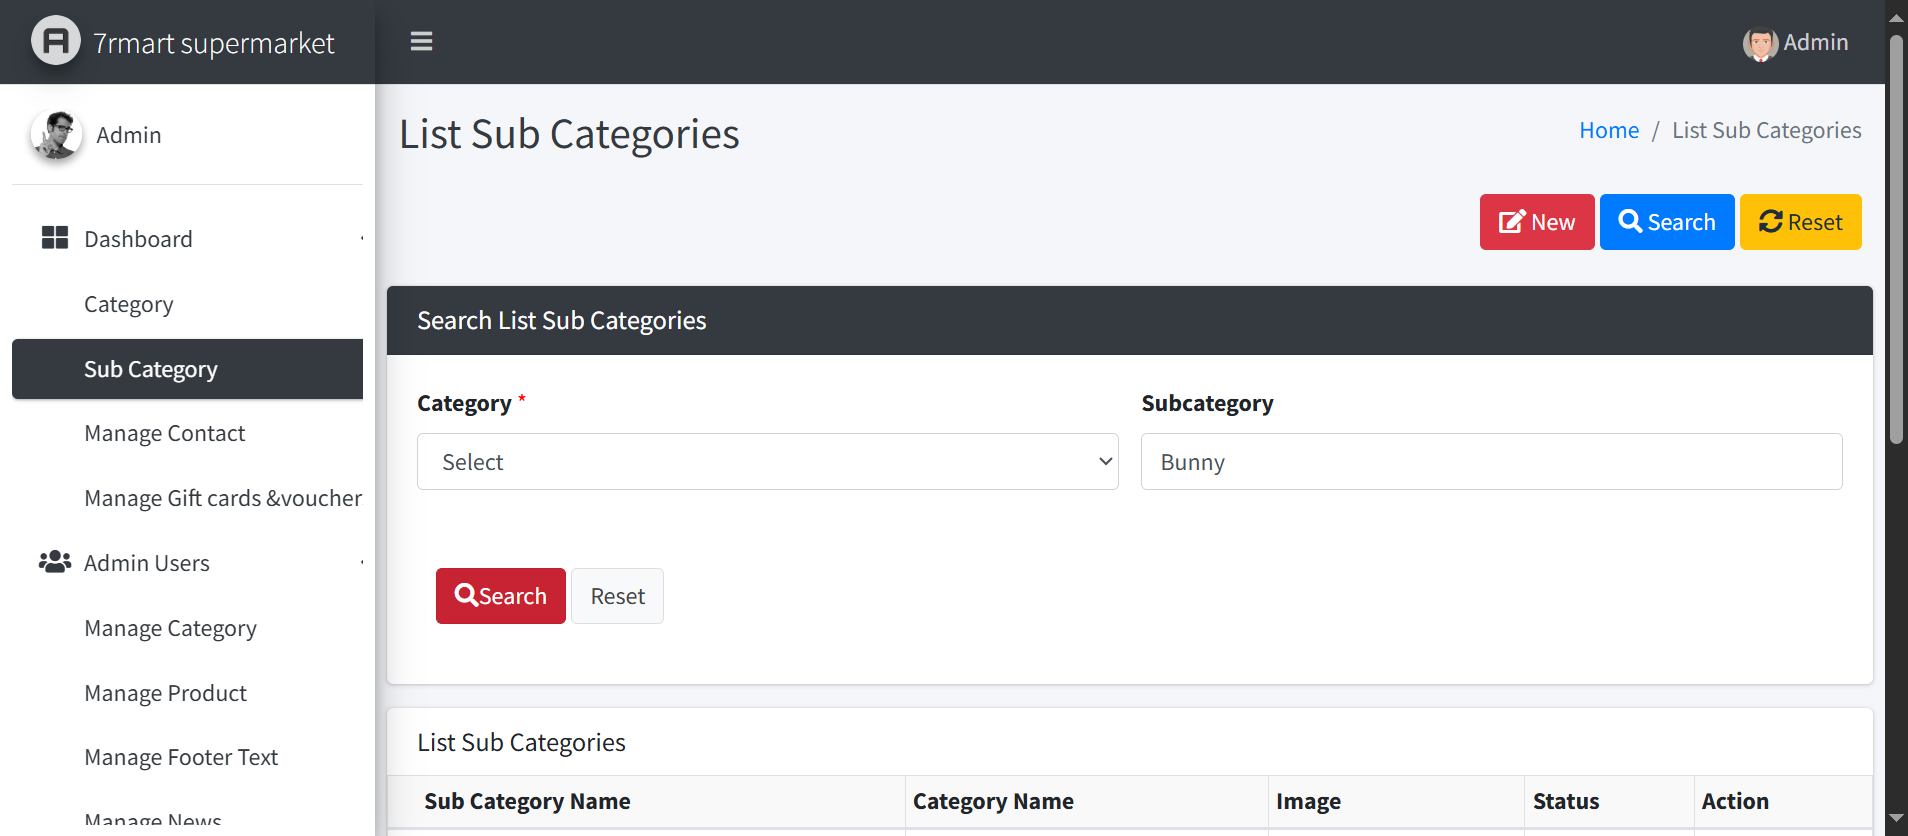 7rmart supermarket
Admin
Admin
List Sub Categories
Home / List Sub Categories
New
Search
Reset
Dashboard
Category
Sub Category
Manage Contact
Manage Gift cards &voucher
Admin Users
Manage Category
Manage Product
Manage Footer Text
Manage News
Search List Sub Categories
Category *
Subcategory
Select
Bunny
Search
Reset
List Sub Categories
Sub Category Name Category Name Image Status Action